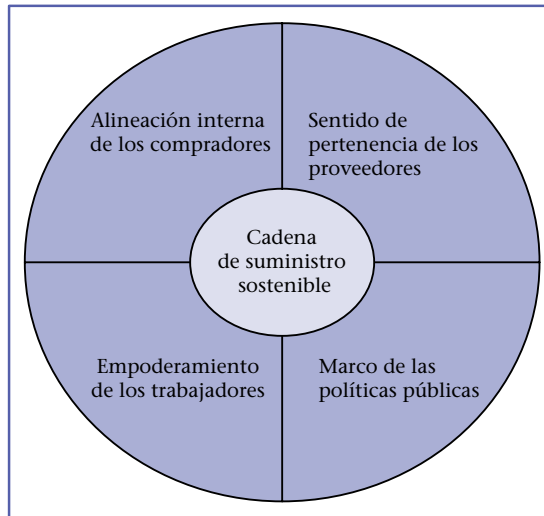 Alineación interna
de los compradores
Sentido de
pertenencia de los
proveedores
Cadena
de suministro
sostenible
Empoderamiento
de los trabajadores
Marco de las
políticas públicas